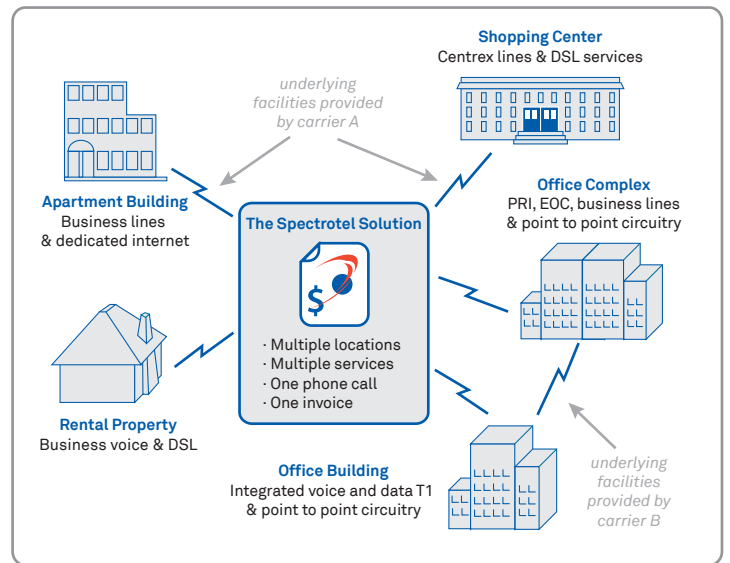 Shopping Center
Centrex lines & DSL services
underlying
facilities provided
by carrier A
Apartment Building
Business lines
& dedicated internet
Office Complex
PRI, EOC, business lines
& point to point circuitry
The Spectrotel Solution
$
· Multiple locations
· Multiple services
· One phone call
· One invoice
Rental Property
Business voice & DSL
Office Building
Integrated voice and data T1
& point to point circuitry
underlying
facilities
provided by
carrier B